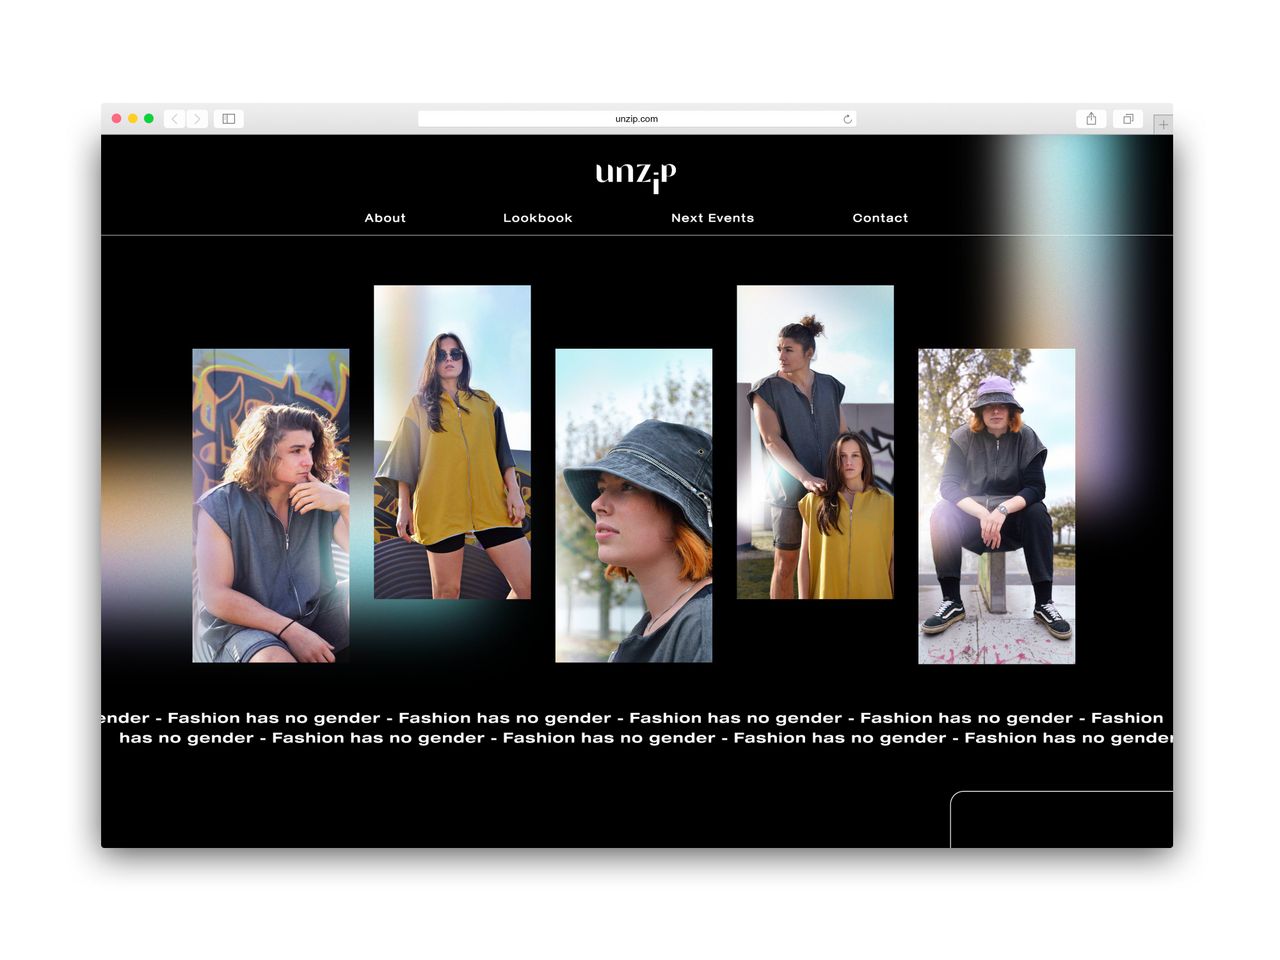 unzip.com
unzip
About Lookbook Next Events Contact
ender - Fashion has no gender - Fashion has no gender - Fashion has no gender - Fashion has no gender - Fashion
has no gender - Fashion has no gender - Fashion has no gender - Fashion has no gender - Fashion has no gender